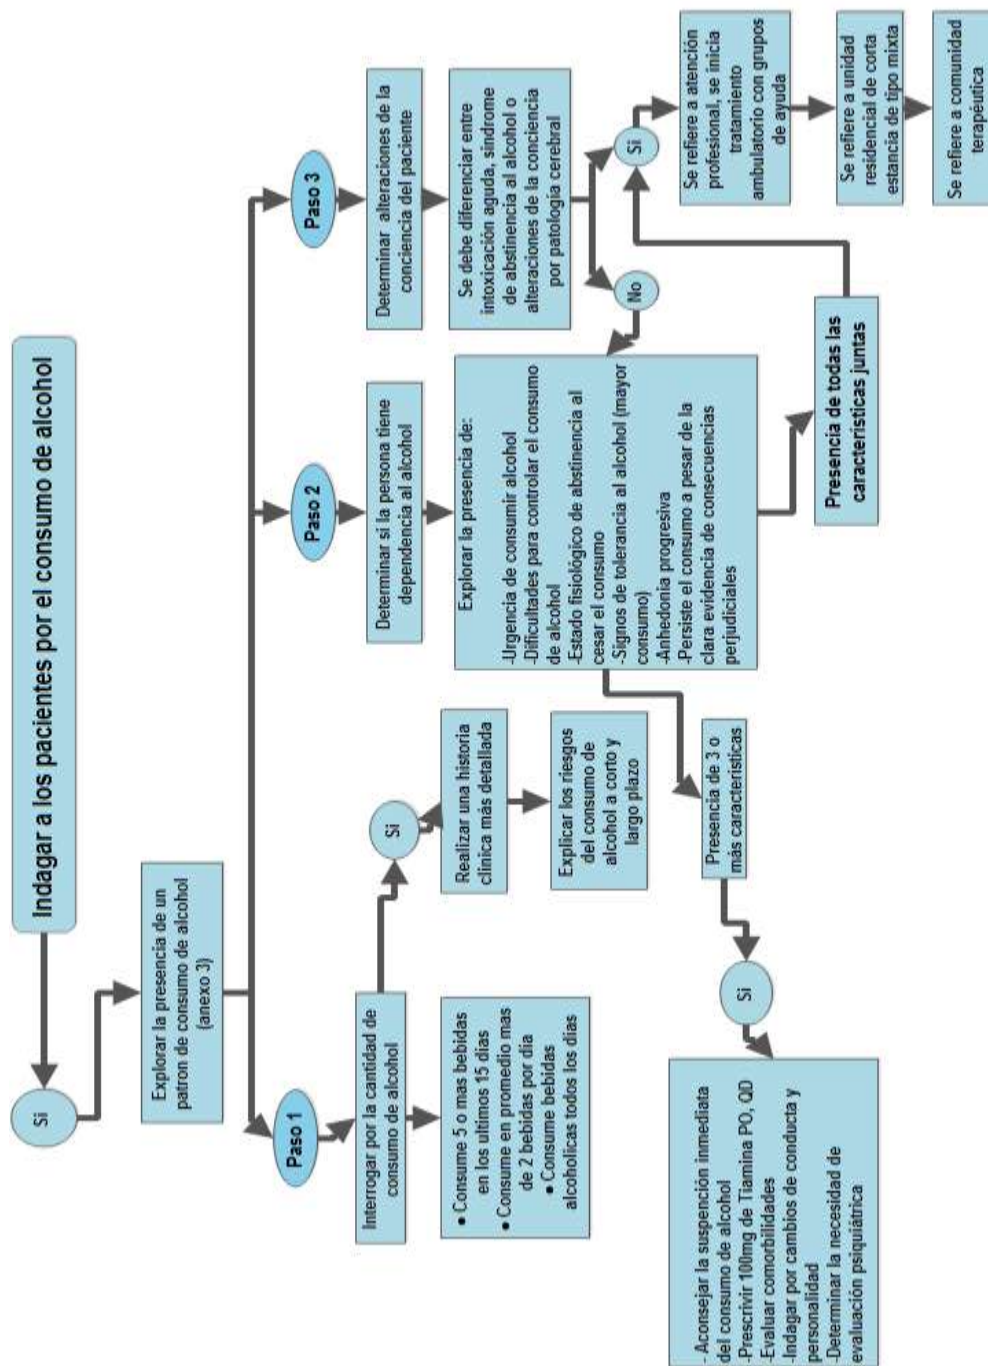 Indagar a los pacientes por el consumo de alcohol
Si
Explorar la presencia de un
patron de consumo de alcohol
(anexo 3)
Paso 1
Interrogar por la cantidad de
consumo de alcohol
• Consume 5 o mas bebidas
en los ultimos 15 dias
• Consume en promedio mas
de 2 bebidas por dia
• Consume bebidas
alcoholicas todos los dias
Si
Realizar una historia
clinica más detallada
Explicar los riesgos
del consumo de
alcohol a corto y
largo plazo
Paso 2
Determinar si la persona tiene
dependencia al alcohol
Explorar la presencia de:
-Urgencia de consumir alcohol
-Dificultades para controlar el consumo
de alcohol
-Estado fisiológico de abstinencia al
cesar el consumo
-Signos de tolerancia al alcohol (mayor
consumo)
-Anhedonia progresiva
-Persiste el consumo a pesar de la
clara evidencia de consecuencias
perjudiciales
Presencia de 3 o
más características
Si
- Aconsejar la suspención inmediata
del consumo de alcohol
-Prescrivir 100mg de Tiamina PO, QD
-Evaluar comorbilidades
-Indagar por cambios de conducta y
personalidad
-Determinar la necesidad de
evaluación psiquiátrica
Presencia de todas las
características juntas
Paso 3
Determinar alteraciones de la
conciencia del paciente
Se debe diferenciar entre
intoxicación aguda, síndrome
de abstinencia al alcohol o
alteraciones de la conciencia
por patología cerebral
No
Si
Se refiere a atención
profesional, se inicia
tratamiento
ambulatorio con grupos
de ayuda
Se refiere a unidad
residencial de corta
estancia de tipo mixta
Se refiere a comunidad
terapéutica